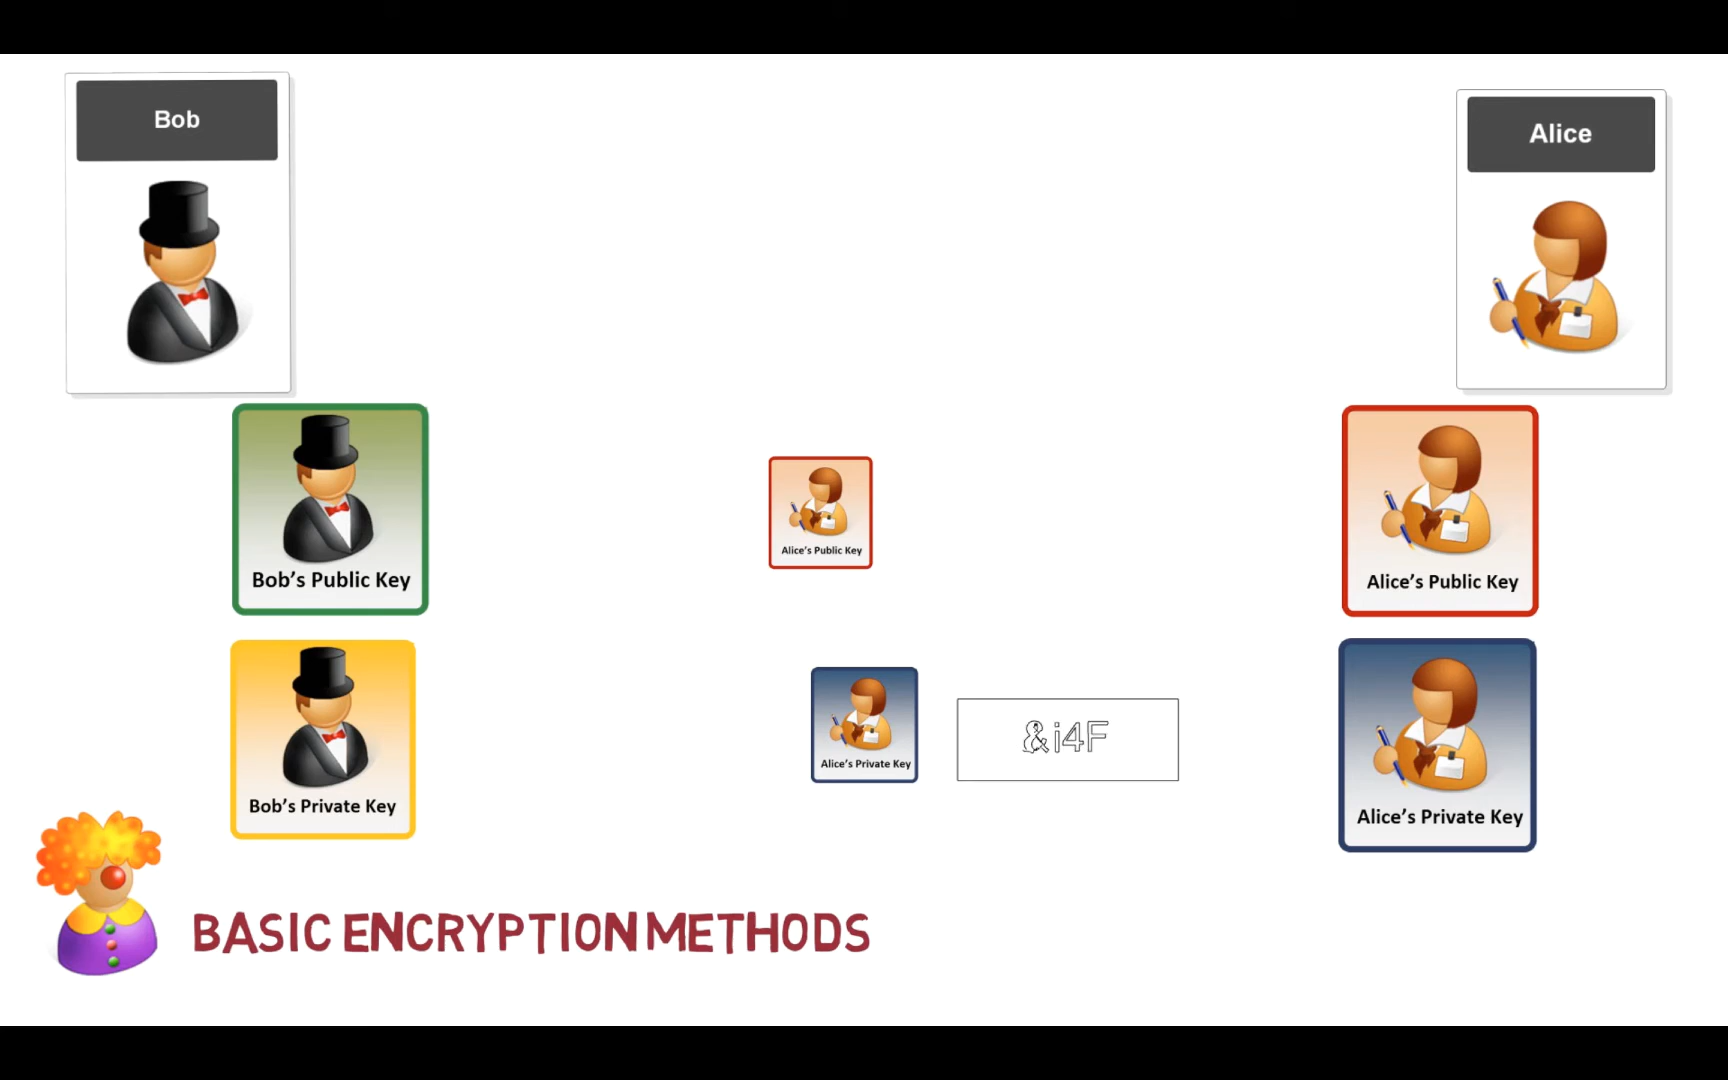 Bob
Alice
Bob's Public Key
Alice's Public Key
Alice's Public Key
Bob's Private Key
Alice's Private Key
&i4F
Alice's Private Key
BASIC ENCRYPTION METHODS